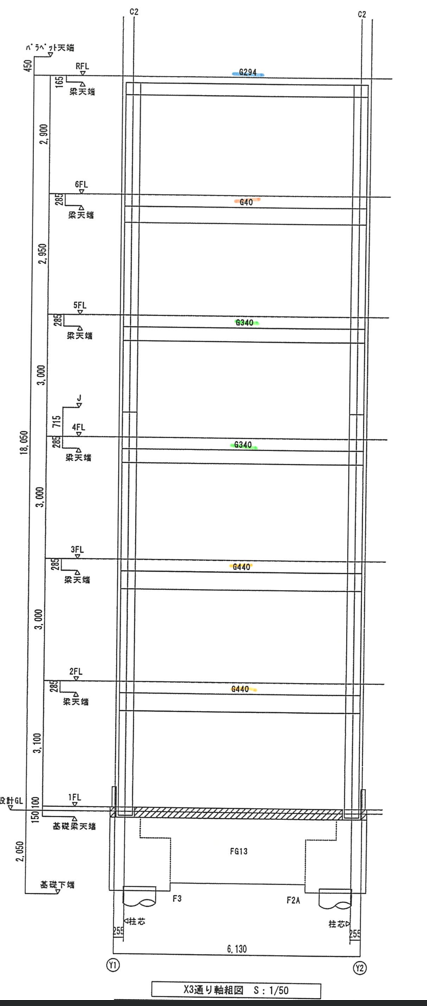 C2
C2
パラペット天端
450
RFL
G294
165
梁天端
2,900
6FL
285
G40
梁天端
2,950
5FL
285
G340
梁天端
3,000
J
715
4FL
285
G340
梁天端
18,050
3,000
3FL
285
G440
梁天端
3,000
2FL
285
G440
梁天端
3,100
設計GL
1FL
150
100
基礎梁天端
2,050
FG13
基礎下端
F3
F2A
柱芯
柱芯
255
255
6,130
Y1
Y2
X3通り軸組図 S:1/50